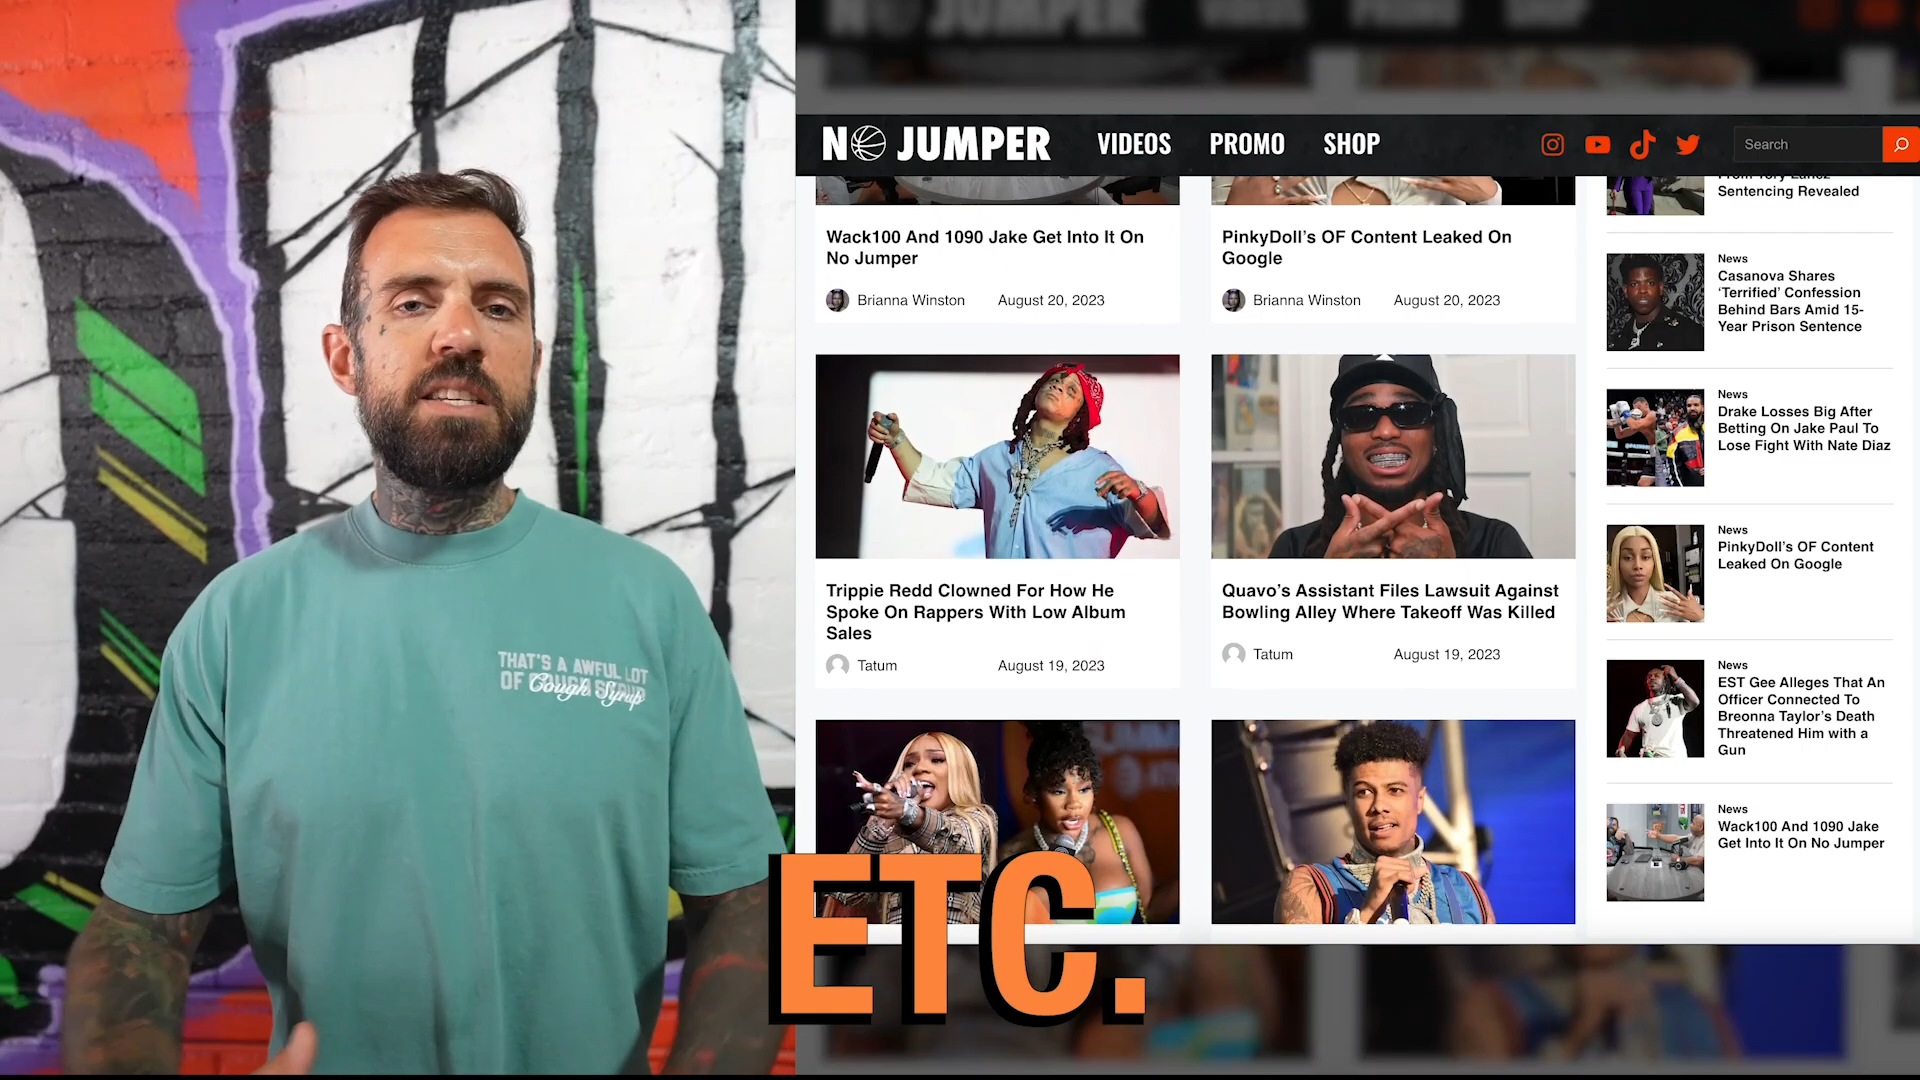 NO JUMPER VIDEOS PROMO SHOP
Search
Wack100 And 1090 Jake Get Into It On
No Jumper
Brianna Winston August 20, 2023
PinkyDoll's OF Content Leaked On
Google
Brianna Winston August 20, 2023
Trippie Redd Clowned For How He
Spoke On Rappers With Low Album
Sales
Tatum August 19, 2023
Quavo's Assistant Files Lawsuit Against
Bowling Alley Where Takeoff Was Killed
Tatum August 19, 2023
Sentencing Revealed
News
Casanova Shares
'Terrified' Confession
Behind Bars Amid 15-
Year Prison Sentence
News
Drake Losses Big After
Betting On Jake Paul To
Lose Fight With Nate Diaz
News
PinkyDoll's OF Content
Leaked On Google
News
EST Gee Alleges That An
Officer Connected To
Breonna Taylor's Death
Threatened Him with a
Gun
News
Wack100 And 1090 Jake
Get Into It On No Jumper
THAT'S A AWFUL LOT
OF COUGH SYRUP
Cough Syrup
ETC.